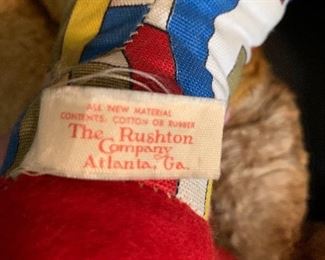 ALL NEW MATERIAL
CONTENTS: COTTON OR RUBBER
The Rushton
Company
Atlanta, Ga.